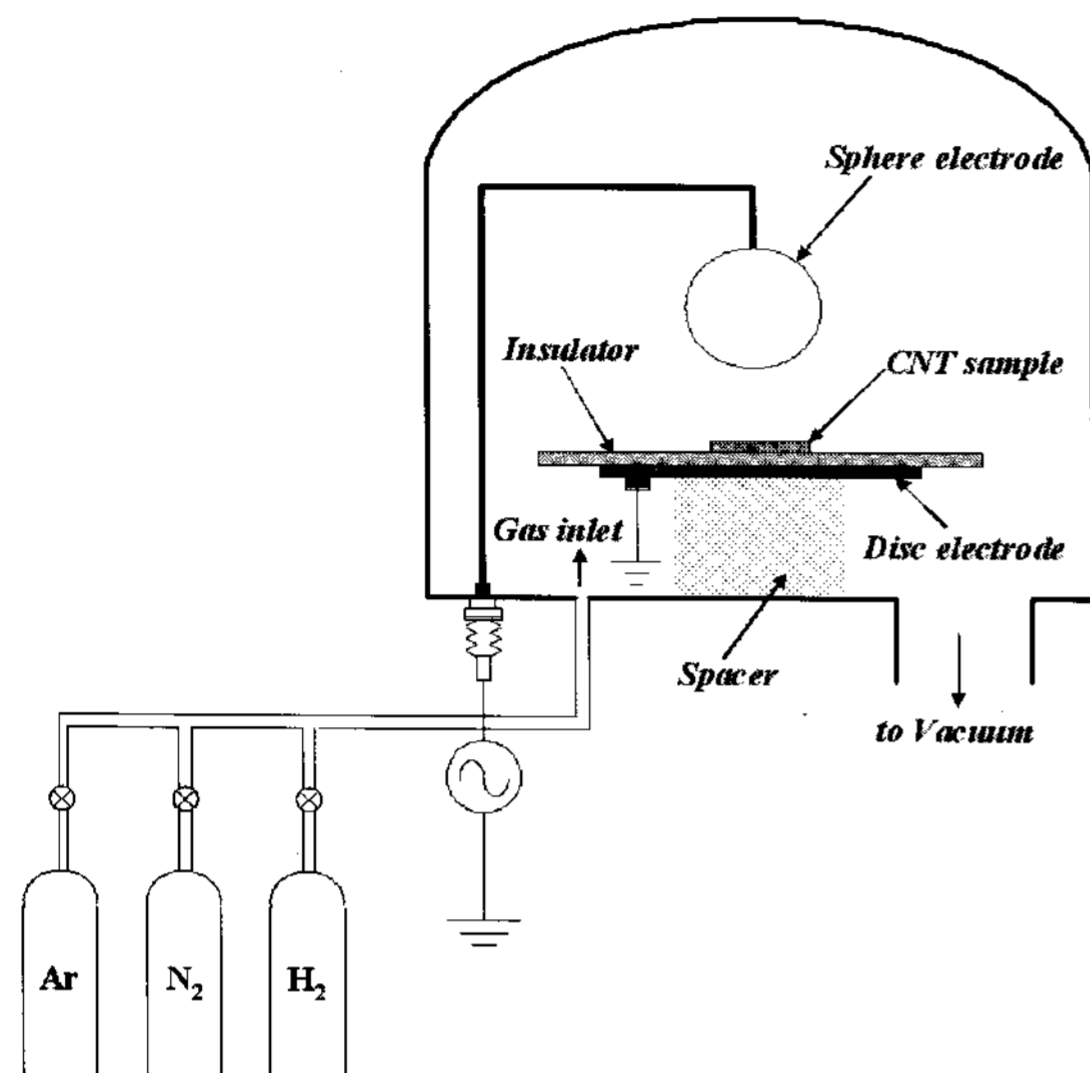 Sphere electrode
Insulator
CNT sample
Gas inlet
Disc electrode
Spacer
to Vacuum
Ar
N₂
H₂